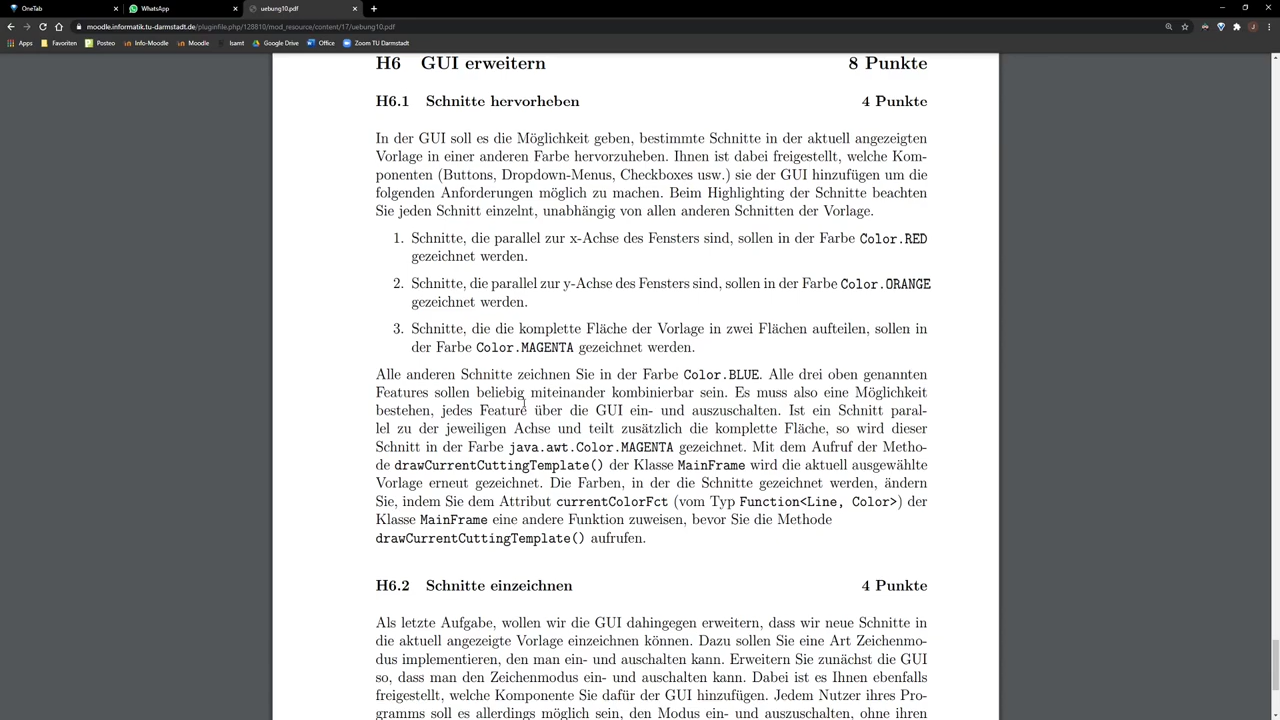 OneTab
WhatsApp
uebung10.pdf
moodle.informatik.tu-darmstadt.de/pluginfile.php/128810/mod_resource/content/17/uebung10.pdf
Apps Favoriten Posteo Info-Moodle Moodle Isamt Google Drive Office Zoom TU Darmstadt
H6 GUI erweitern 8 Punkte
H6.1 Schnitte hervorheben 4 Punkte
In der GUI soll es die Möglichkeit geben, bestimmte Schnitte in der aktuell angezeigten
Vorlage in einer anderen Farbe hervorzuheben. Ihnen ist dabei freigestellt, welche Kom-
ponenten (Buttons, Dropdown-Menus, Checkboxes usw.) sie der GUI hinzufügen um die
folgenden Anforderungen möglich zu machen. Beim Highlighting der Schnitte beachten
Sie jeden Schnitt einzelnt, unabhängig von allen anderen Schnitten der Vorlage.
1. Schnitte, die parallel zur x-Achse des Fensters sind, sollen in der Farbe Color.RED
gezeichnet werden.
2. Schnitte, die parallel zur y-Achse des Fensters sind, sollen in der Farbe Color.ORANGE
gezeichnet werden.
3. Schnitte, die die komplette Fläche der Vorlage in zwei Flächen aufteilen, sollen in
der Farbe Color.MAGENTA gezeichnet werden.
Alle anderen Schnitte zeichnen Sie in der Farbe Color.BLUE. Alle drei oben genannten
Features sollen beliebig miteinander kombinierbar sein. Es muss also eine Möglichkeit
bestehen, jedes Feature über die GUI ein- und auszuschalten. Ist ein Schnitt paral-
lel zu der jeweiligen Achse und teilt zusätzlich die komplette Fläche, so wird dieser
Schnitt in der Farbe java.awt.Color.MAGENTA gezeichnet. Mit dem Aufruf der Metho-
de drawCurrentCuttingTemplate() der Klasse MainFrame wird die aktuell ausgewählte
Vorlage erneut gezeichnet. Die Farben, in der die Schnitte gezeichnet werden, ändern
Sie, indem Sie dem Attribut currentColorFct (vom Typ Function<Line, Color>) der
Klasse MainFrame eine andere Funktion zuweisen, bevor Sie die Methode
drawCurrentCuttingTemplate() aufrufen.
H6.2 Schnitte einzeichnen 4 Punkte
Als letzte Aufgabe, wollen wir die GUI dahingegen erweitern, dass wir neue Schnitte in
die aktuell angezeigte Vorlage einzeichnen können. Dazu sollen Sie eine Art Zeichenmo-
dus implementieren, den man ein- und auschalten kann. Erweitern Sie zunächst die GUI
so, dass man den Zeichenmodus ein- und auschalten kann. Dabei ist es Ihnen ebenfalls
freigestellt, welche Komponente Sie dafür der GUI hinzufügen. Jedem Nutzer ihres Pro-
gramms soll es allerdings möglich sein, den Modus ein- und auszuschalten, ohne ihren